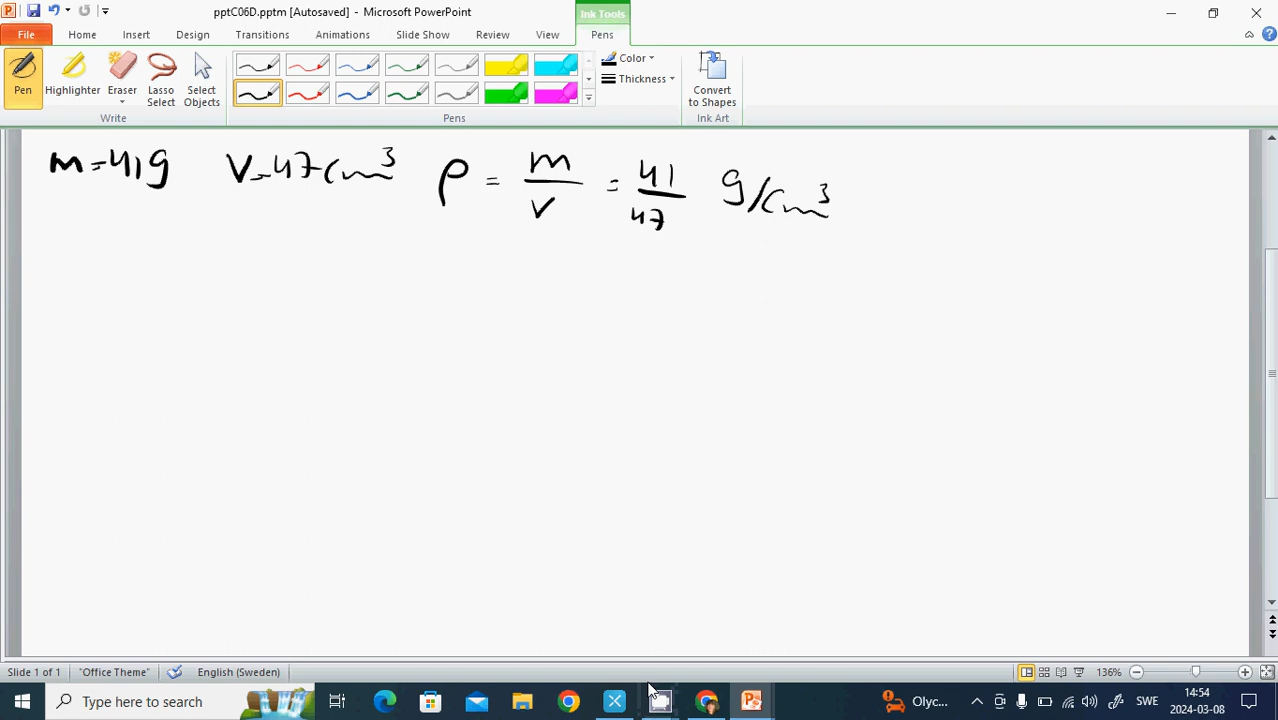 pptC06D.pptm [Autosaved] - Microsoft PowerPoint
Ink Tools
File Home Insert Design Transitions Animations Slide Show Review View Pens
Pen Highlighter Eraser Lasso Select Select Objects
Color
Thickness
Convert to Shapes
Write Pens Ink Art
m=41g V=47cm³ ρ = m/v = 41/47 g/cm³
Slide 1 of 1 "Office Theme" English (Sweden) 136%
Type here to search Olyc... SWE 14:54
2024-03-08